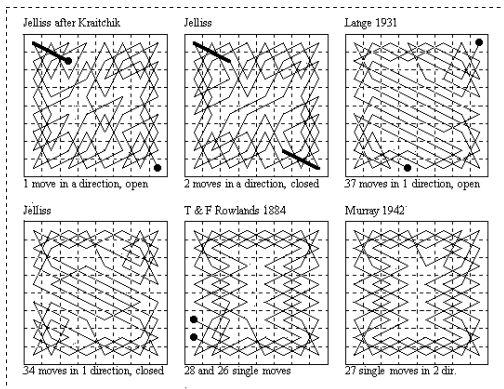 Jelliss after Kraitchik
Jelliss
Lange 1931
1 move in a direction, open
2 moves in a direction, closed
37 moves in 1 direction, open
Jelliss
T & F Rowlands 1884
Murray 1942
34 moves in 1 direction, closed
28 and 26 single moves
27 single moves in 2 dir.